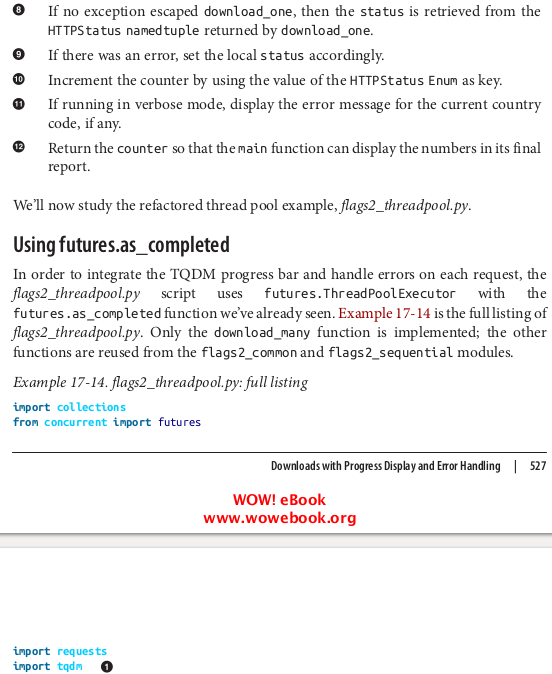 ❽ If no exception escaped download_one, then the status is retrieved from the
HTTPStatus namedtuple returned by download_one.
❾ If there was an error, set the local status accordingly.
❿ Increment the counter by using the value of the HTTPStatus Enum as key.
⓫ If running in verbose mode, display the error message for the current country
code, if any.
⓬ Return the counter so that the main function can display the numbers in its final
report.
We’ll now study the refactored thread pool example, flags2_threadpool.py.
Using futures.as_completed
In order to integrate the TQDM progress bar and handle errors on each request, the
flags2_threadpool.py script uses futures.ThreadPoolExecutor with the
futures.as_completed function we’ve already seen. Example 17-14 is the full listing of
flags2_threadpool.py. Only the download_many function is implemented; the other
functions are reused from the flags2_common and flags2_sequential modules.
Example 17-14. flags2_threadpool.py: full listing
import collections
from concurrent import futures
Downloads with Progress Display and Error Handling | 527
WOW! eBook
www.wowebook.org
import requests
import tqdm ❶